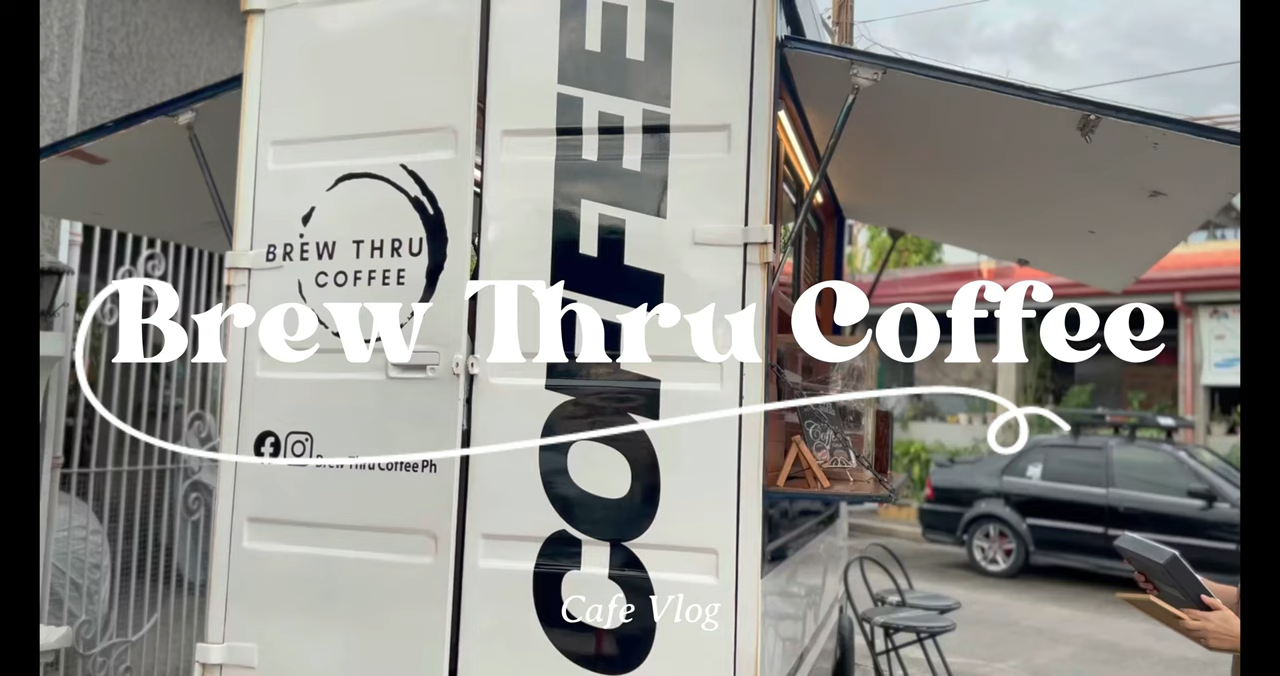 BREW THRU
COFFEE
COFFEE
Brew Thru Coffee
Brew Thru Coffee Ph
Cafe Vlog